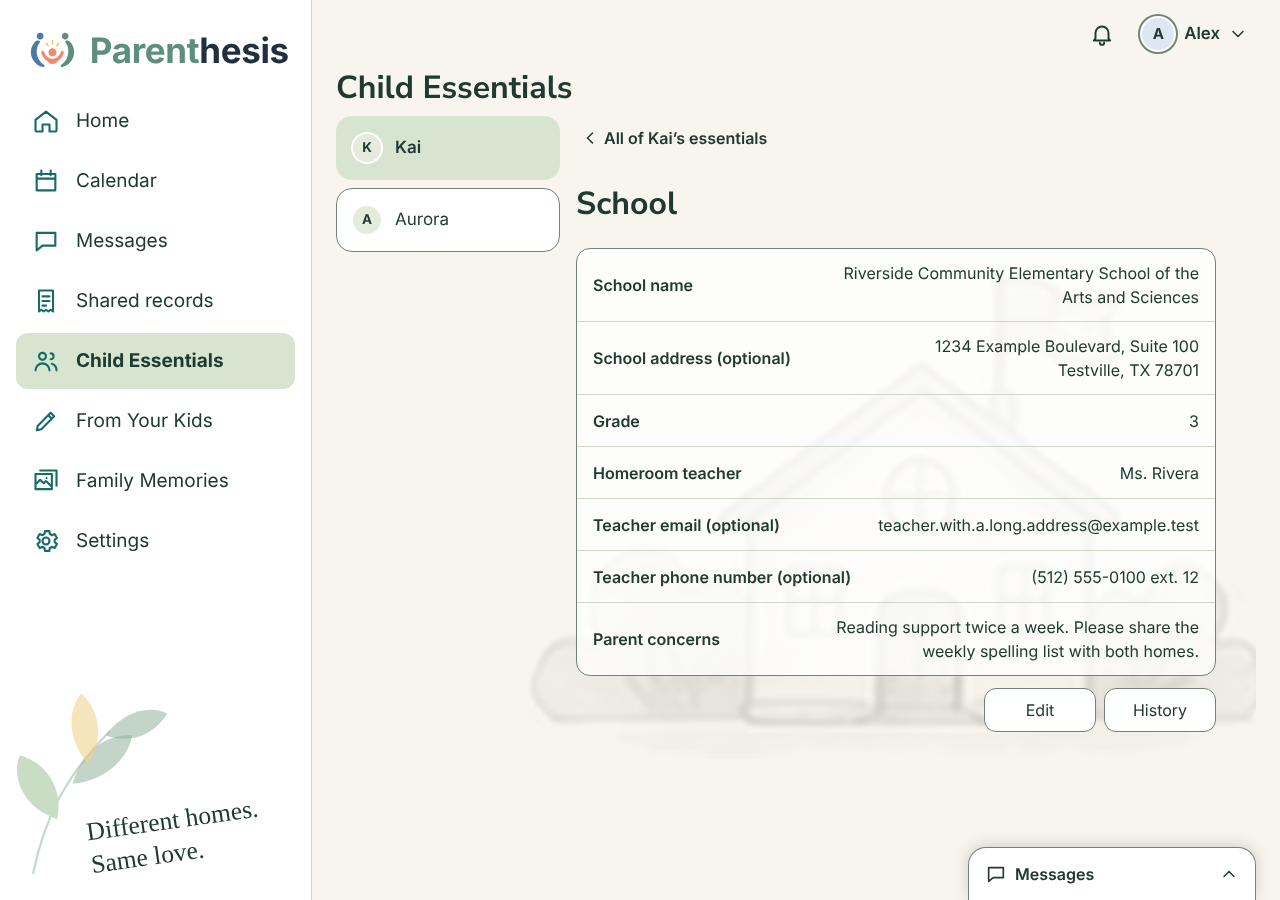 Parenthesis
Home
Calendar
Messages
Shared records
Child Essentials
From Your Kids
Family Memories
Settings
Different homes.
Same love.
A Alex
Child Essentials
K Kai
A Aurora
All of Kai’s essentials
School
School name
Riverside Community Elementary School of the
Arts and Sciences
School address (optional)
1234 Example Boulevard, Suite 100
Testville, TX 78701
Grade
3
Homeroom teacher
Ms. Rivera
Teacher email (optional)
teacher.with.a.long.address@example.test
Teacher phone number (optional)
(512) 555-0100 ext. 12
Parent concerns
Reading support twice a week. Please share the
weekly spelling list with both homes.
Edit
History
Messages